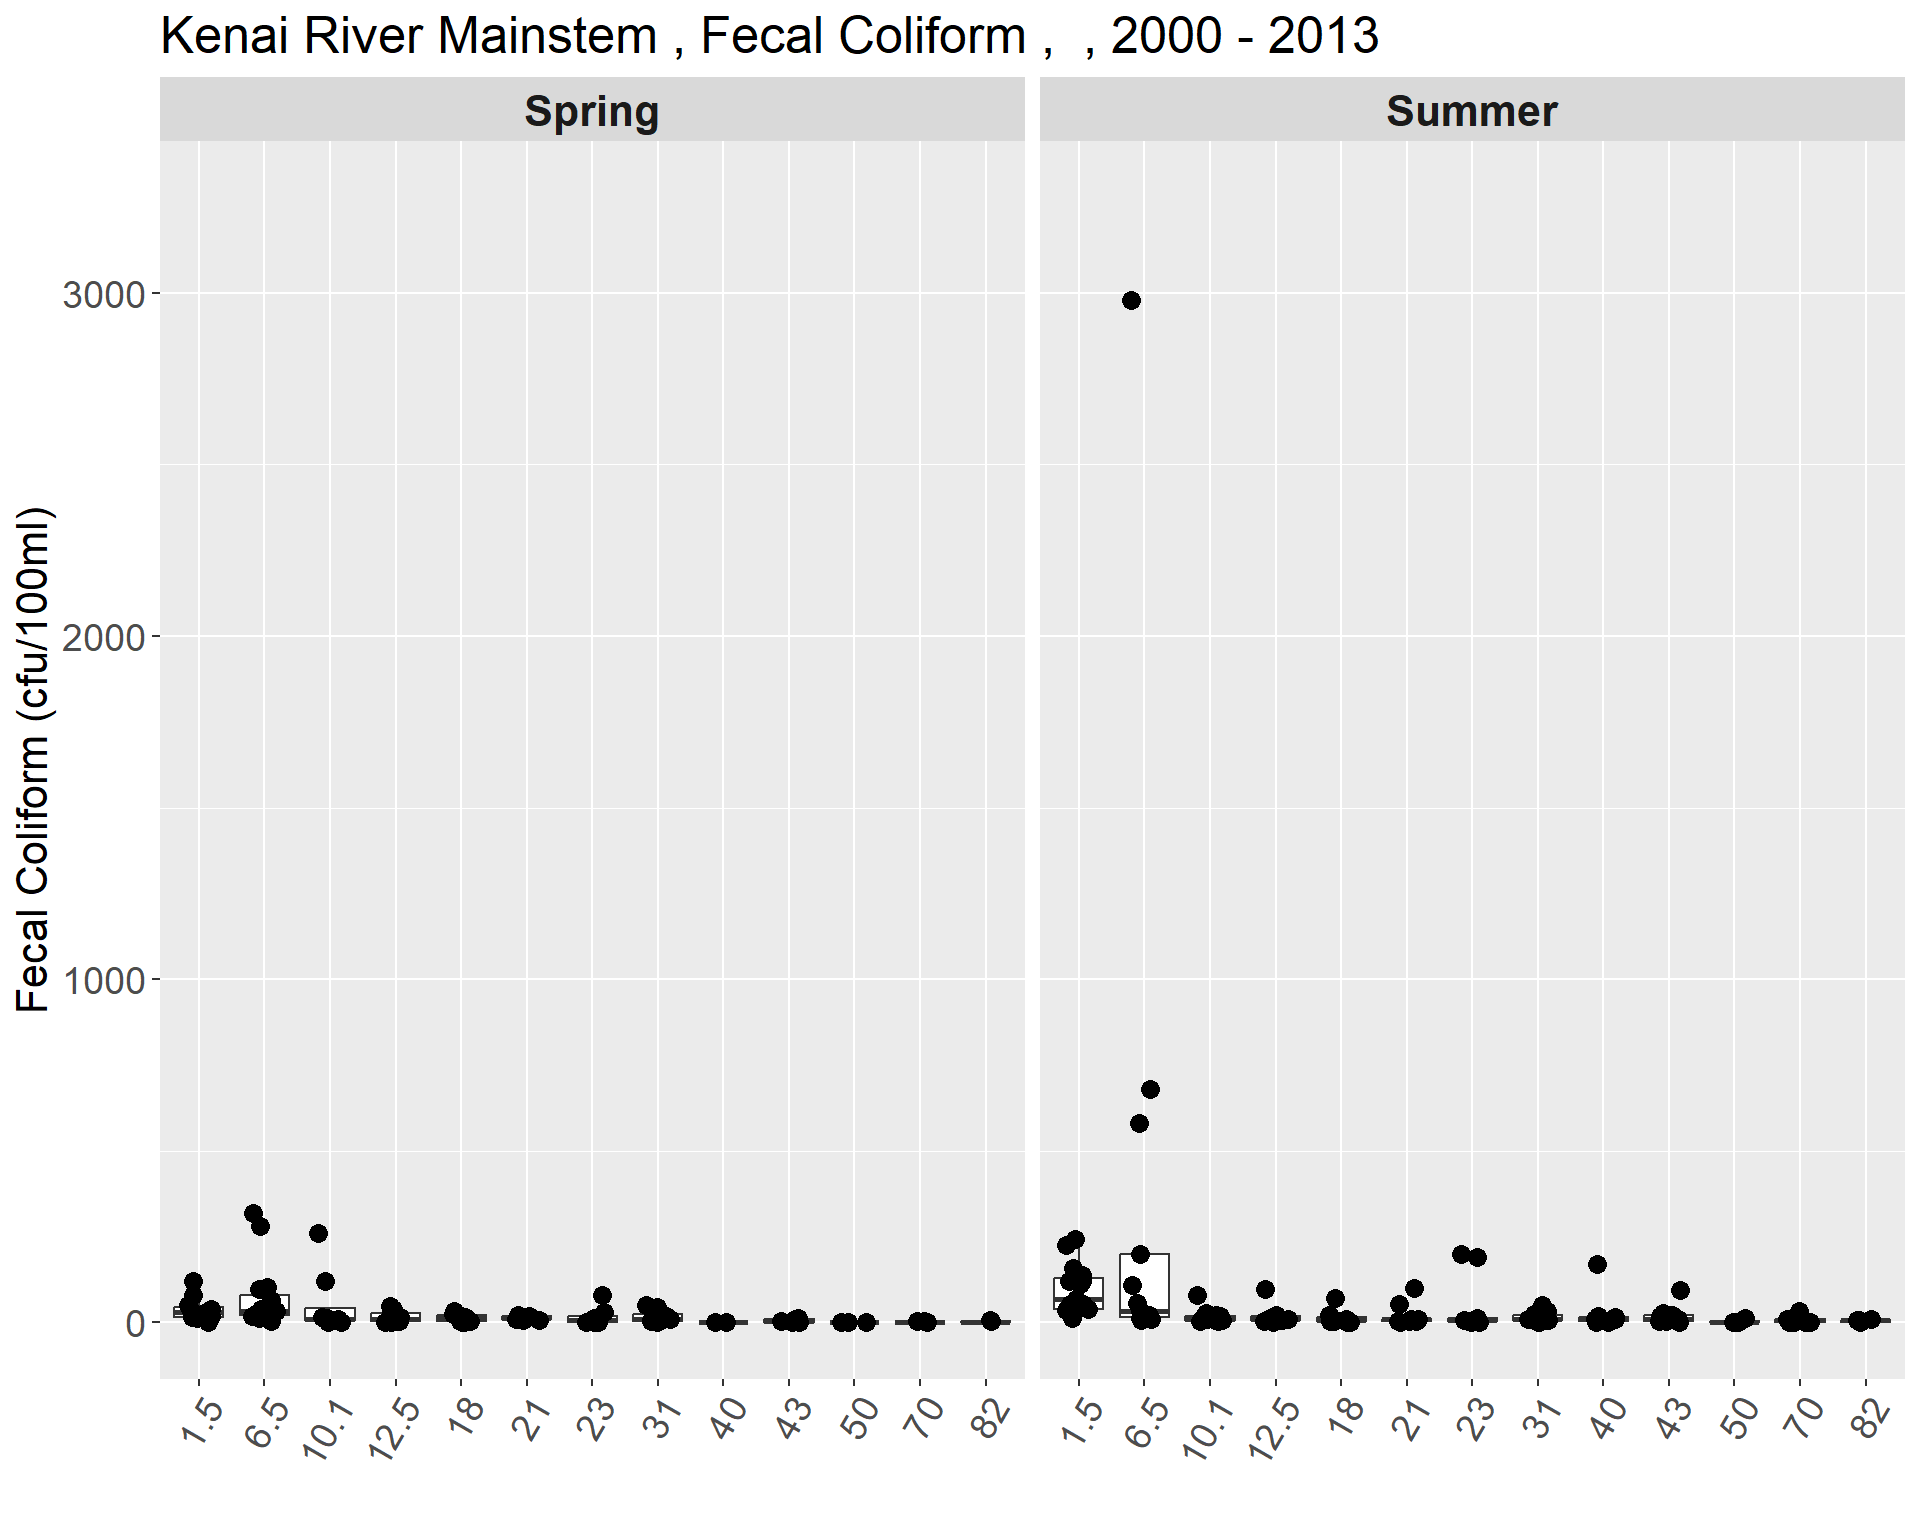 Kenai River Mainstem , Fecal Coliform ,  , 2000 - 2013
Spring
Summer
Fecal Coliform (cfu/100ml)
3000
2000
1000
0
1.5 6.5 10.1 12.5 18 21 23 31 40 43 50 70 82
1.5 6.5 10.1 12.5 18 21 23 31 40 43 50 70 82